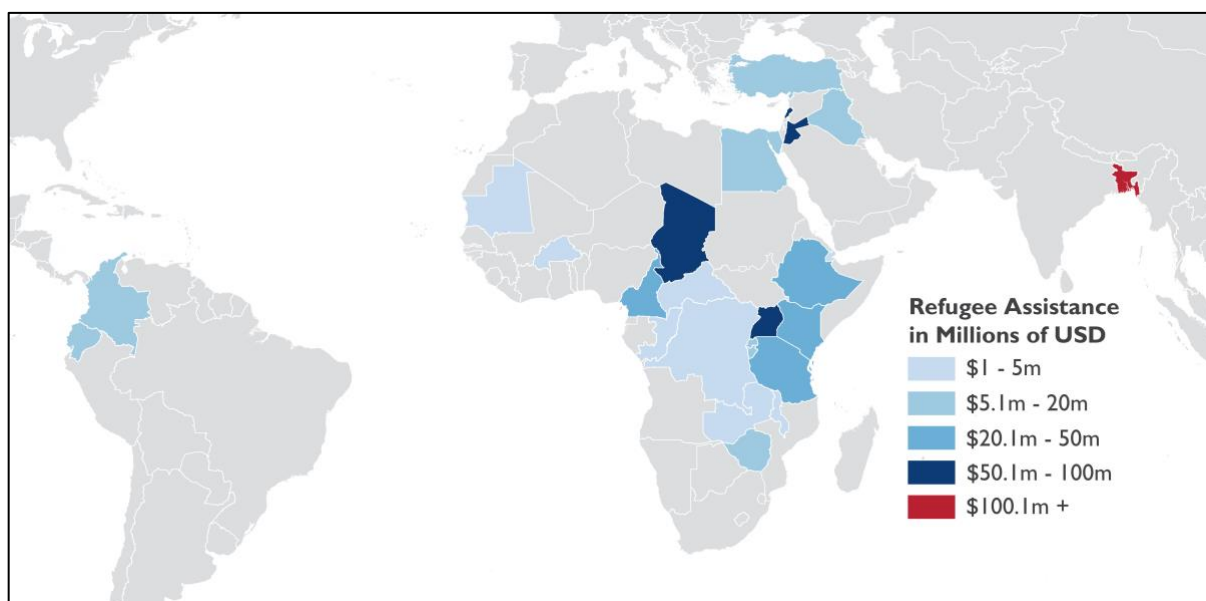 Refugee Assistance
in Millions of USD
$1 - 5m
$5.1m - 20m
$20.1m - 50m
$50.1m - 100m
$100.1m +